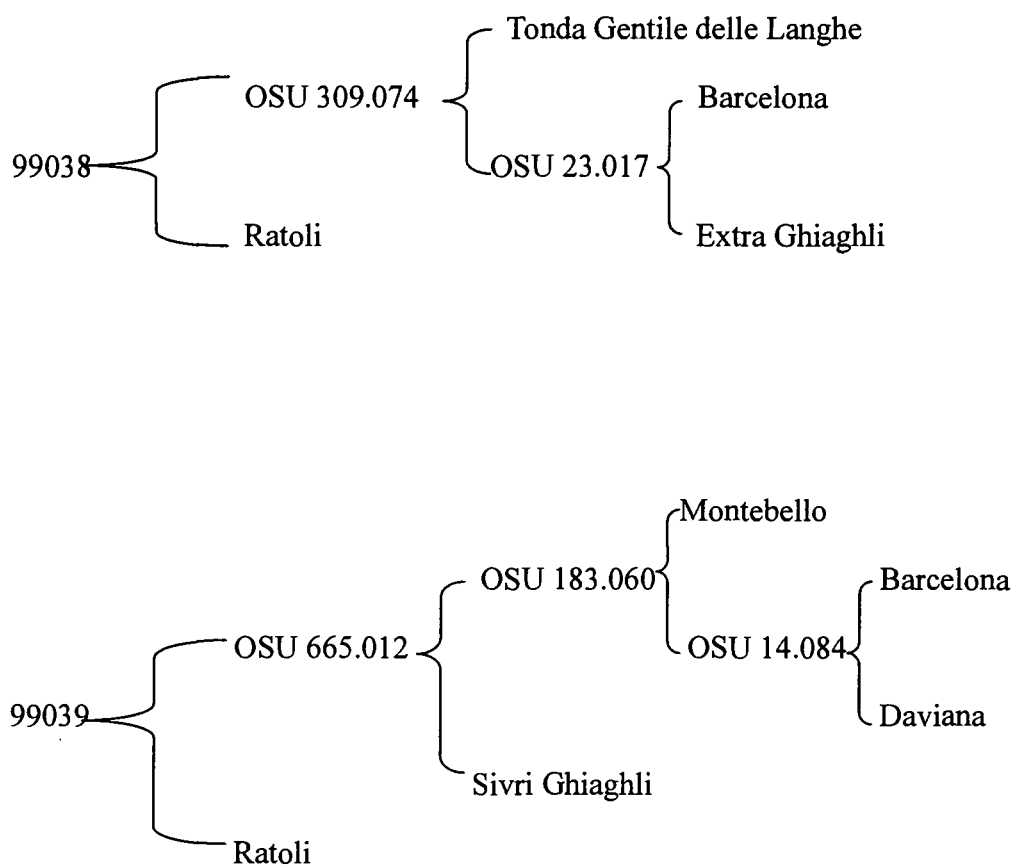 Tonda Gentile delle Langhe
OSU 309.074
Barcelona
99038
OSU 23.017
Ratoli
Extra Ghiaghli
Montebello
OSU 183.060
Barcelona
OSU 665.012
OSU 14.084
99039
Daviana
Sivri Ghiaghli
Ratoli